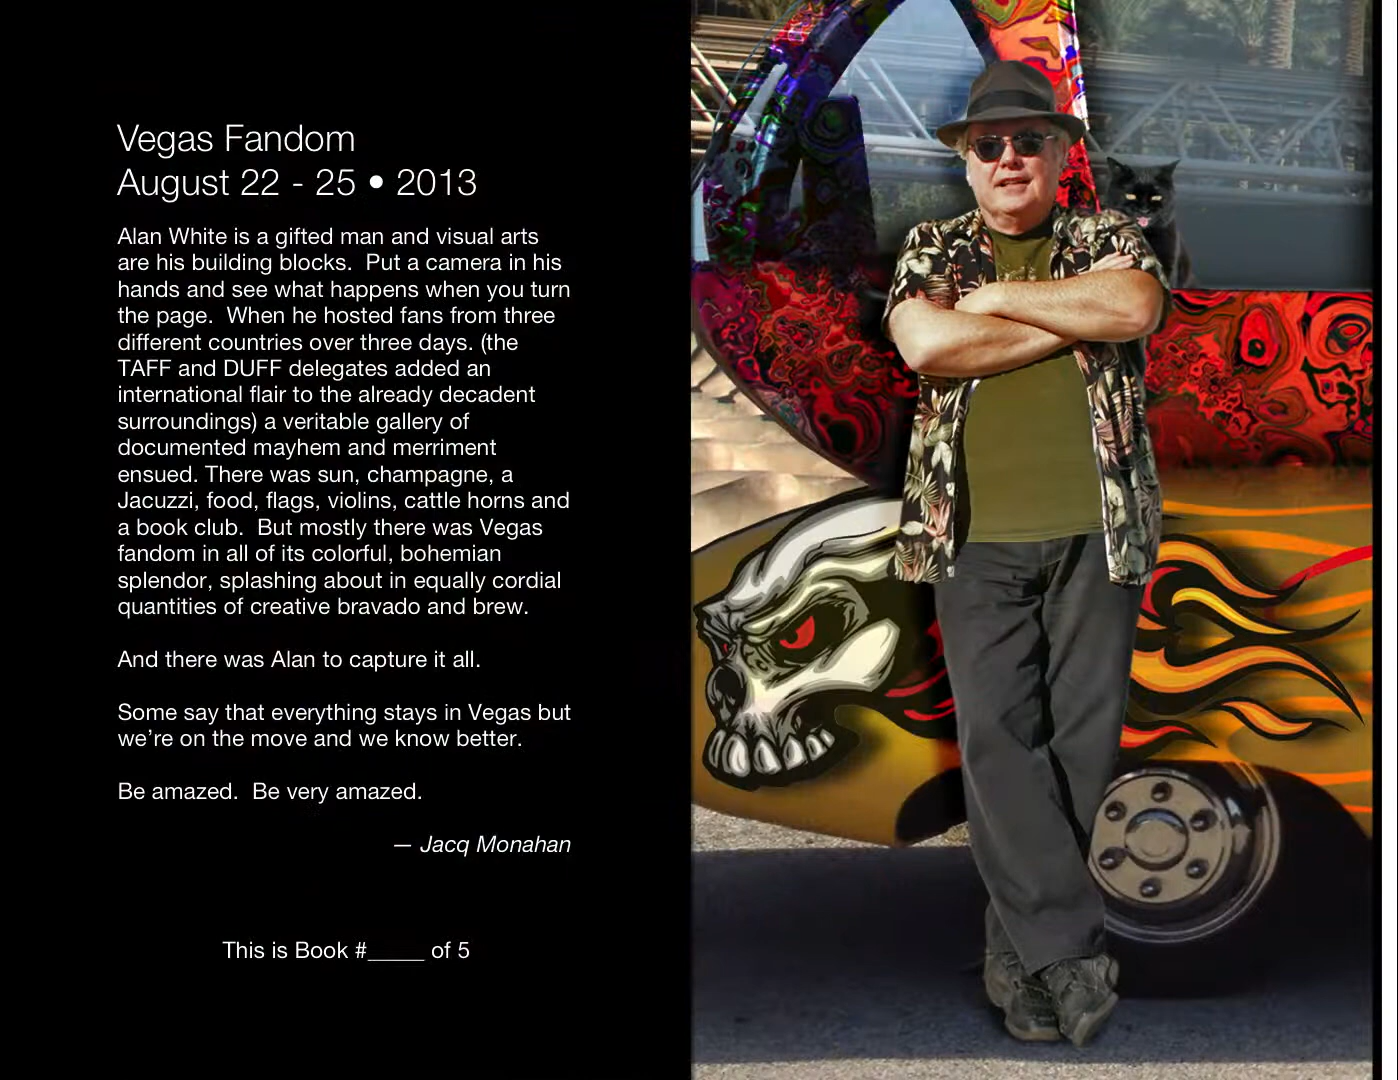 Vegas Fandom
August 22 - 25 • 2013
Alan White is a gifted man and visual arts
are his building blocks.  Put a camera in his
hands and see what happens when you turn
the page.  When he hosted fans from three
different countries over three days. (the
TAFF and DUFF delegates added an
international flair to the already decadent
surroundings) a veritable gallery of
documented mayhem and merriment
ensued. There was sun, champagne, a
Jacuzzi, food, flags, violins, cattle horns and
a book club.  But mostly there was Vegas
fandom in all of its colorful, bohemian
splendor, splashing about in equally cordial
quantities of creative bravado and brew.
And there was Alan to capture it all.
Some say that everything stays in Vegas but
we’re on the move and we know better.
Be amazed.  Be very amazed.
— Jacq Monahan
This is Book #_____ of 5